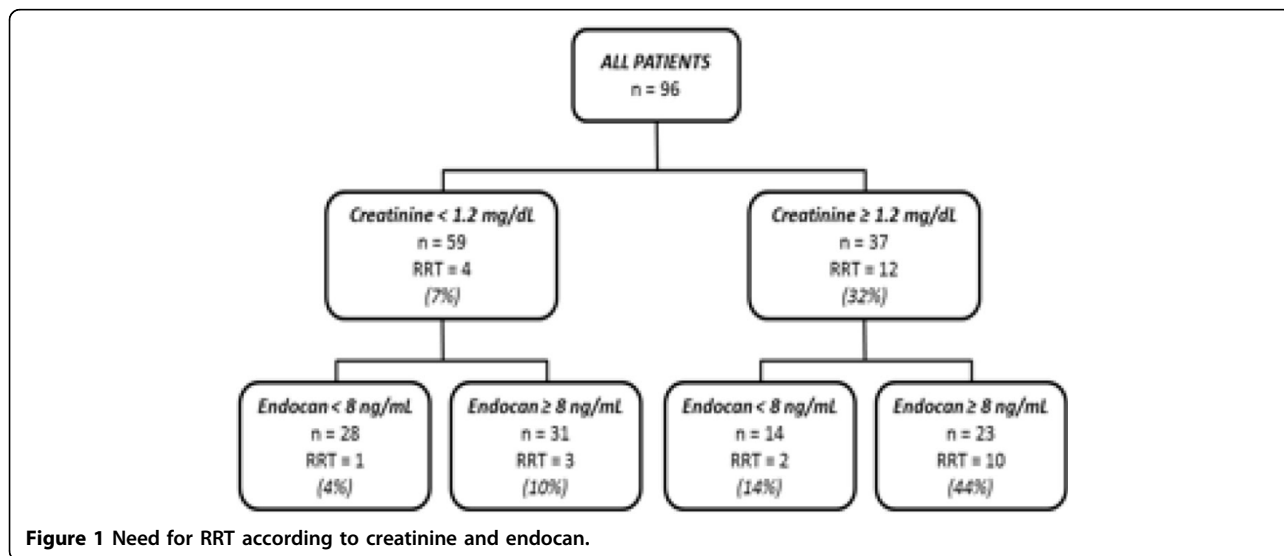 ALL PATIENTS
n = 96
Creatinine < 1.2 mg/dL
n = 59
RRT = 4
(7%)
Creatinine ≥ 1.2 mg/dL
n = 37
RRT = 12
(32%)
Endocan < 8 ng/mL
n = 28
RRT = 1
(4%)
Endocan ≥ 8 ng/mL
n = 31
RRT = 3
(10%)
Endocan < 8 ng/mL
n = 14
RRT = 2
(14%)
Endocan ≥ 8 ng/mL
n = 23
RRT = 10
(44%)
Figure 1 Need for RRT according to creatinine and endocan.